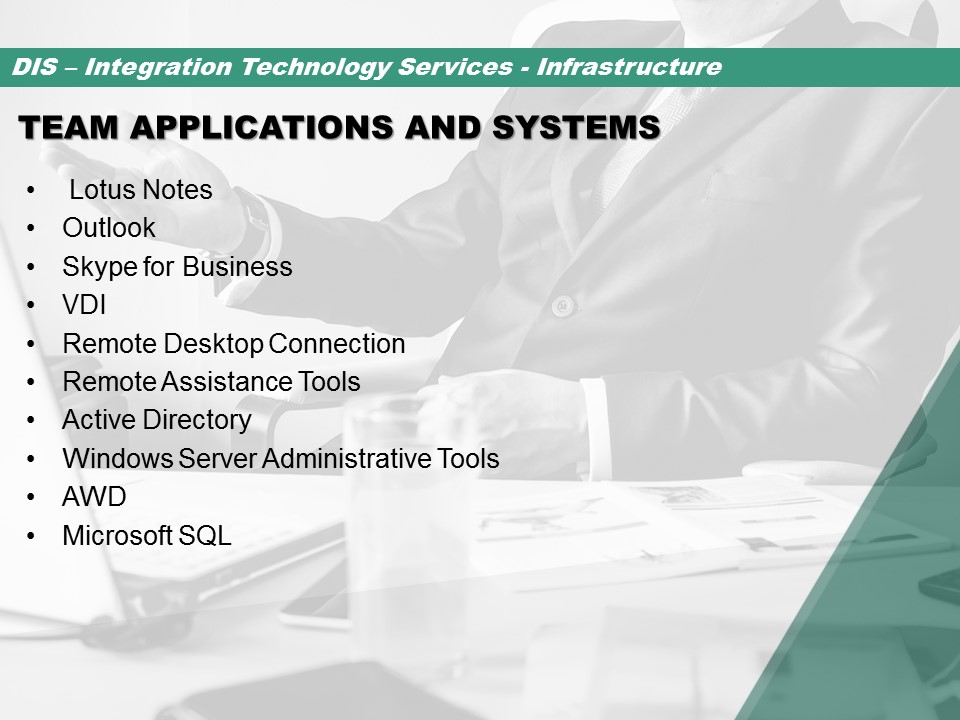 DIS – Integration Technology Services - Infrastructure
TEAM APPLICATIONS AND SYSTEMS
• Lotus Notes
• Outlook
• Skype for Business
• VDI
• Remote Desktop Connection
• Remote Assistance Tools
• Active Directory
• Windows Server Administrative Tools
• AWD
• Microsoft SQL